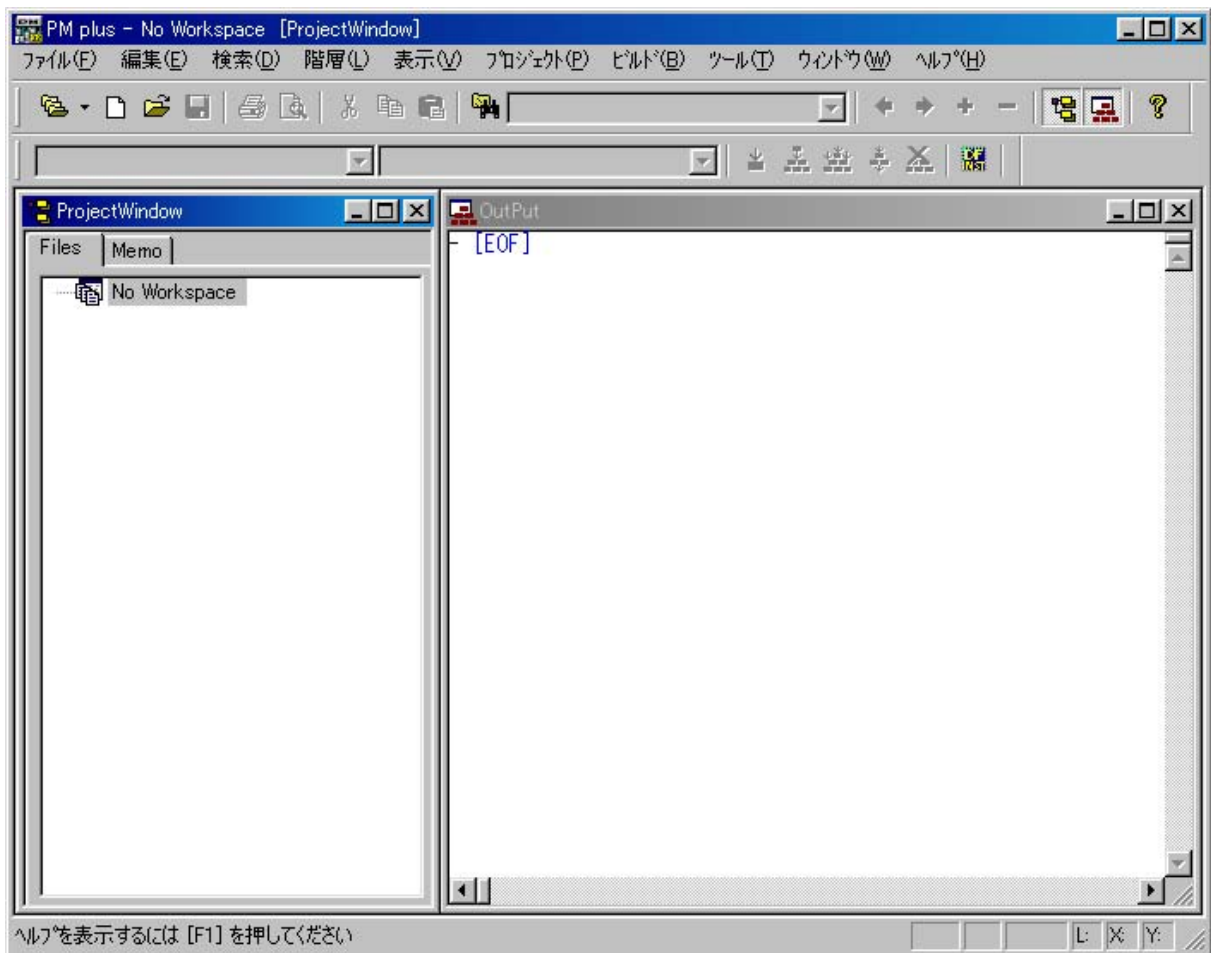 PM plus - No Workspace [ProjectWindow]
ﾌｧｲﾙ(F) 編集(E) 検索(D) 階層(L) 表示(V) ﾌﾟﾛｼﾞｪｸﾄ(P) ﾋﾞﾙﾄﾞ(B) ﾂｰﾙ(T) ｳｨﾝﾄﾞｳ(W) ﾍﾙﾌﾟ(H)
ProjectWindow
OutPut
Files Memo
[EOF]
No Workspace
ﾍﾙﾌﾟを表示するには [F1] を押してください
L: X: Y: